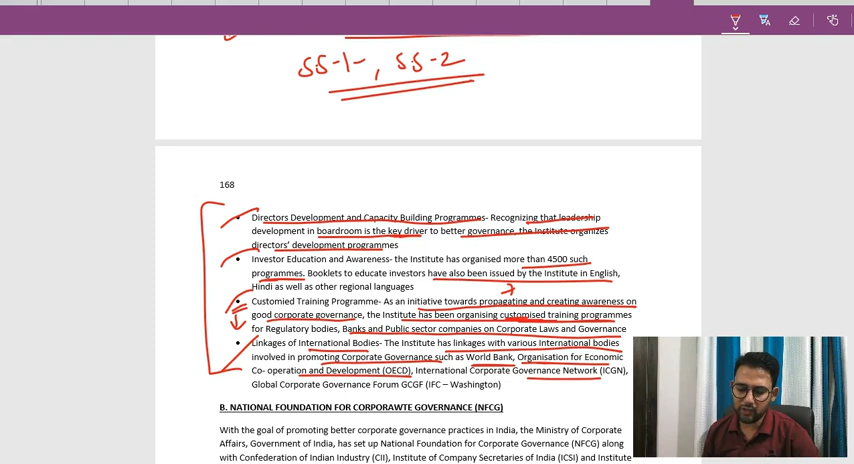 SS-1-, SS-2
168
• Directors Development and Capacity Building Programmes- Recognizing that leadership
development in boardroom is the key driver to better governance, the Institute organizes
directors' development programmes
• Investor Education and Awareness- the Institute has organised more than 4500 such
programmes. Booklets to educate investors have also been issued by the Institute in English,
Hindi as well as other regional languages
• Customied Training Programme- As an initiative towards propagating and creating awareness on
good corporate governance, the Institute has been organising customised training programmes
for Regulatory bodies, Banks and Public sector companies on Corporate Laws and Governance
• Linkages of International Bodies- The Institute has linkages with various International bodies
involved in promoting Corporate Governance such as World Bank, Organisation for Economic
Co- operation and Development (OECD), International Corporate Governance Network (ICGN),
Global Corporate Governance Forum GCGF (IFC – Washington)
B. NATIONAL FOUNDATION FOR CORPORAWTE GOVERNANCE (NFCG)
With the goal of promoting better corporate governance practices in India, the Ministry of Corporate
Affairs, Government of India, has set up National Foundation for Corporate Governance (NFCG) along
with Confederation of Indian Industry (CII), Institute of Company Secretaries of India (ICSI) and Institute